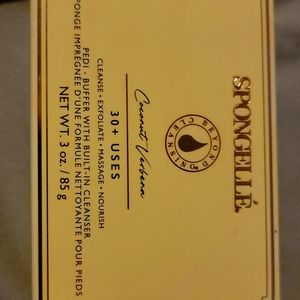 SPONGELLÉ.
BEYOND CLEANSING
Coconut Verbena
30+ USES
CLEANSE • EXFOLIATE • MASSAGE • NOURISH
PEDI - BUFFER WITH BUILT-IN CLEANSER
PONGE IMPRÉGNÉE D'UNE FORMULE NETTOYANTE POUR PIEDS
NET WT. 3 oz. / 85 g